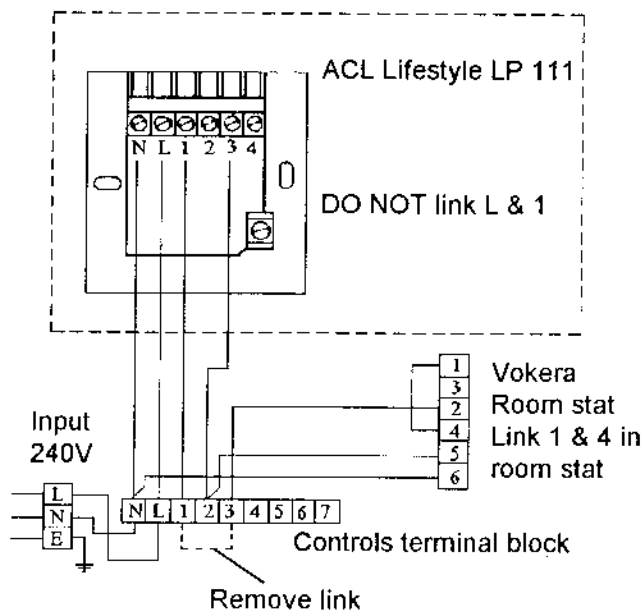 ACL Lifestyle LP 111
N L 1 2 3 4
DO NOT link L & 1
Input
240V
L
N
E
1
3
2
4
5
6
Vokera
Room stat
Link 1 & 4 in
room stat
N L 1 2 3 4 5 6 7
Controls terminal block
Remove link